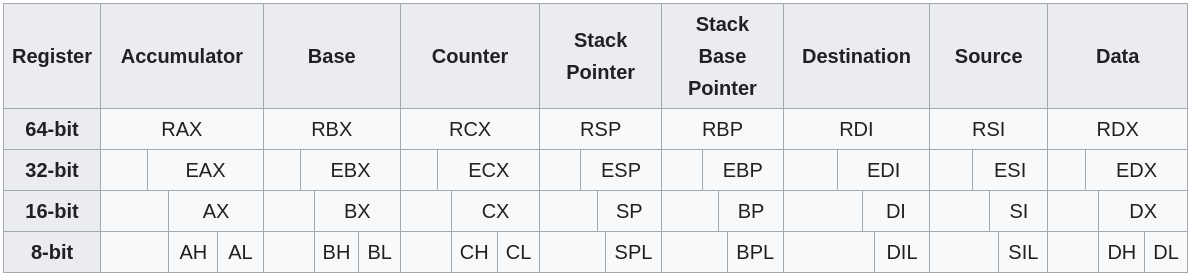 Register Accumulator Base Counter Stack Pointer Stack Base Pointer Destination Source Data
64-bit RAX RBX RCX RSP RBP RDI RSI RDX
32-bit EAX EBX ECX ESP EBP EDI ESI EDX
16-bit AX BX CX SP BP DI SI DX
8-bit AH AL BH BL CH CL SPL BPL DIL SIL DH DL